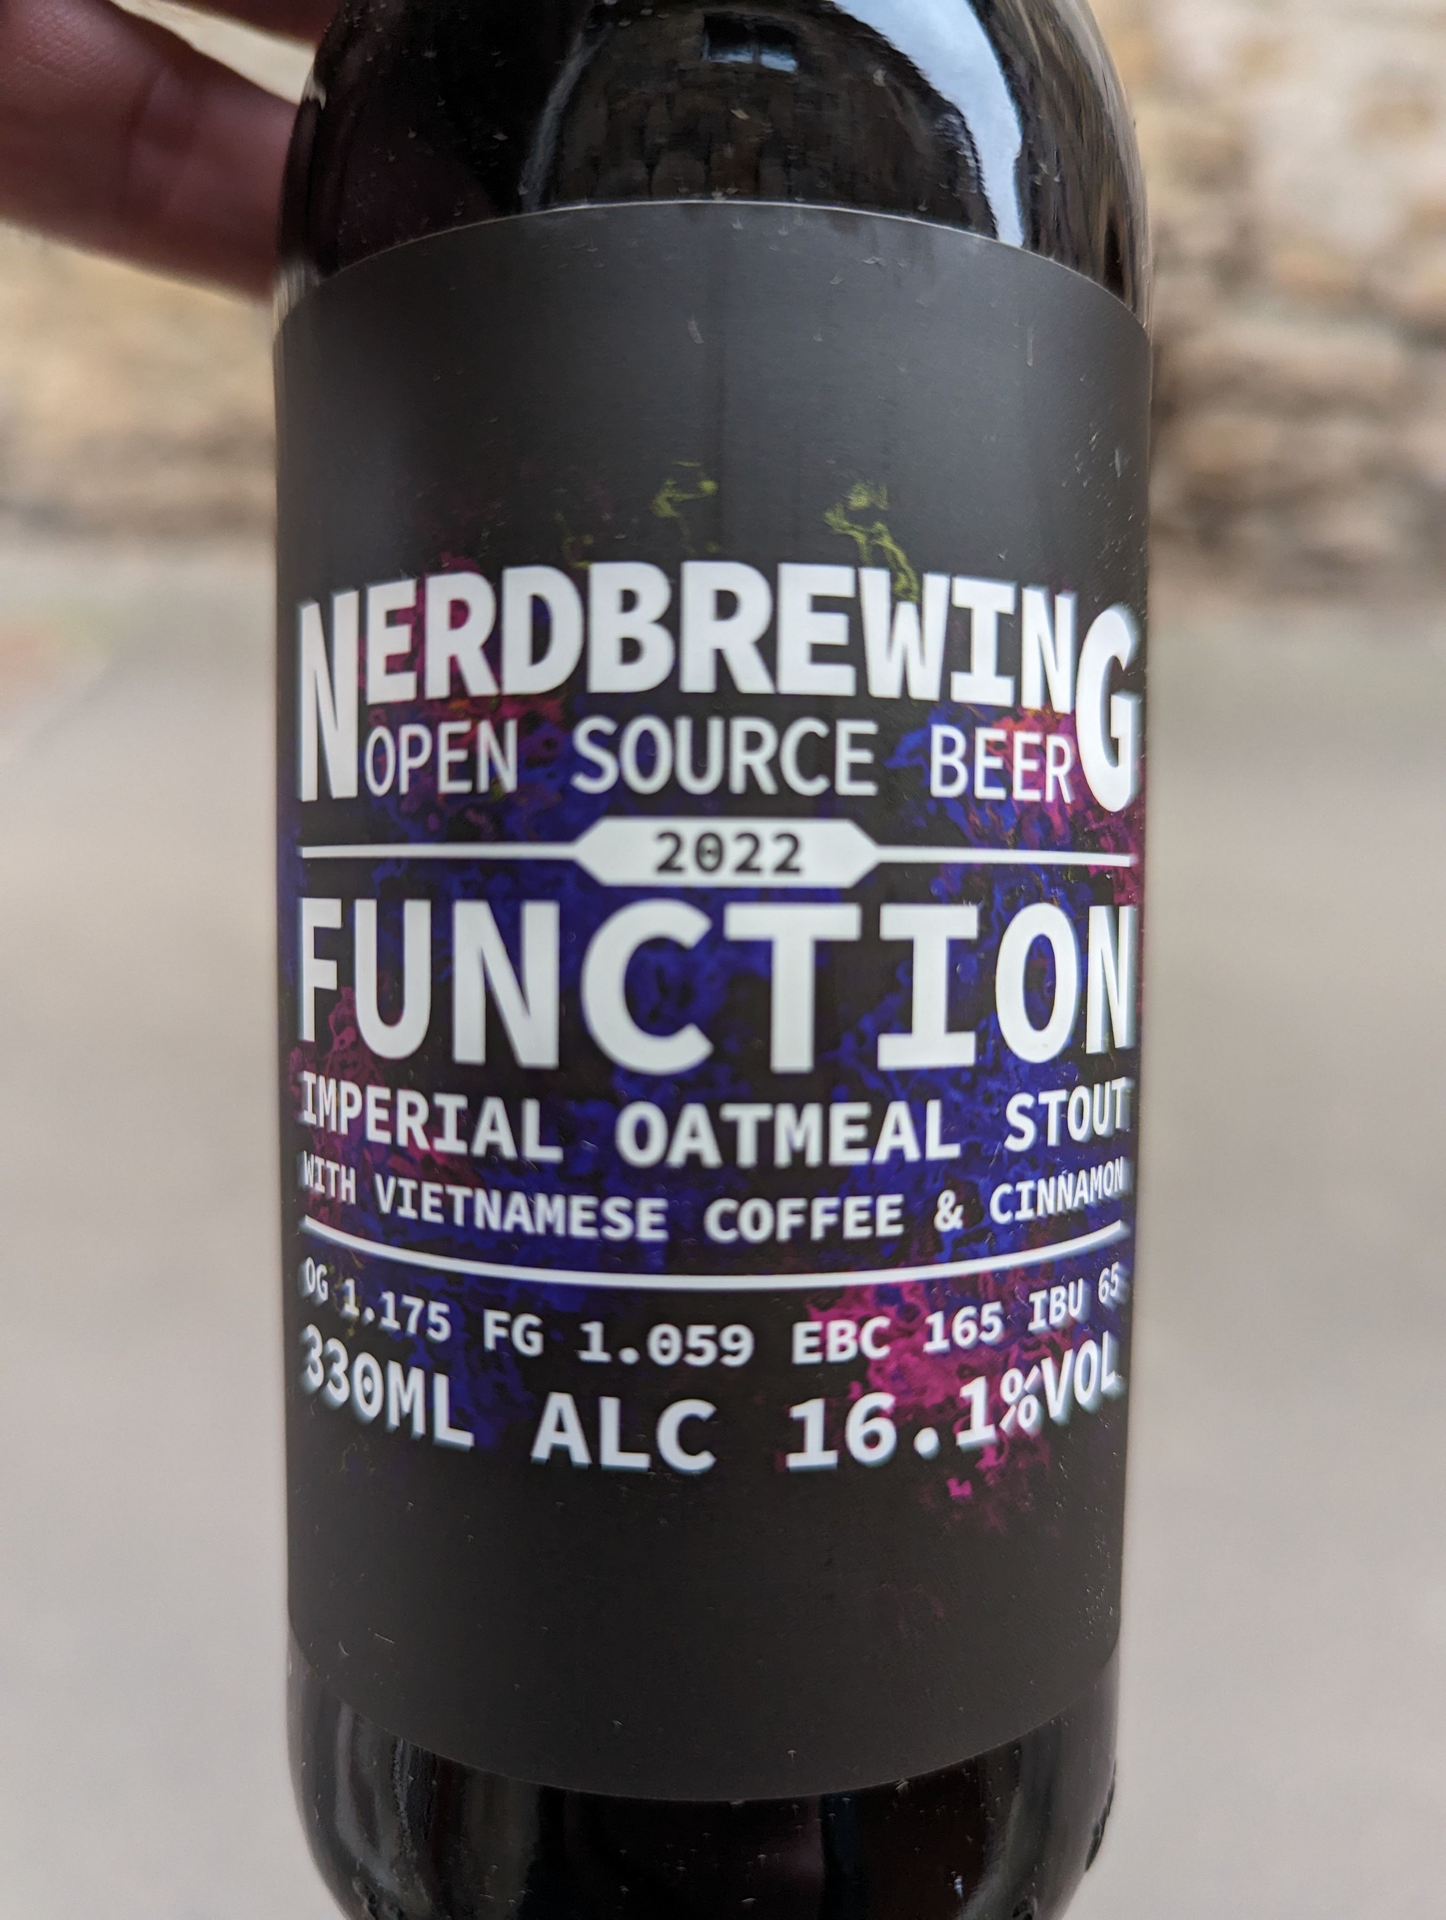 NERDBREWING
OPEN SOURCE BEER
2022
FUNCTION
IMPERIAL OATMEAL STOUT
WITH VIETNAMESE COFFEE & CINNAMON
OG 1.175 FG 1.059 EBC 165 IBU 65
330ML ALC 16.1%VOL